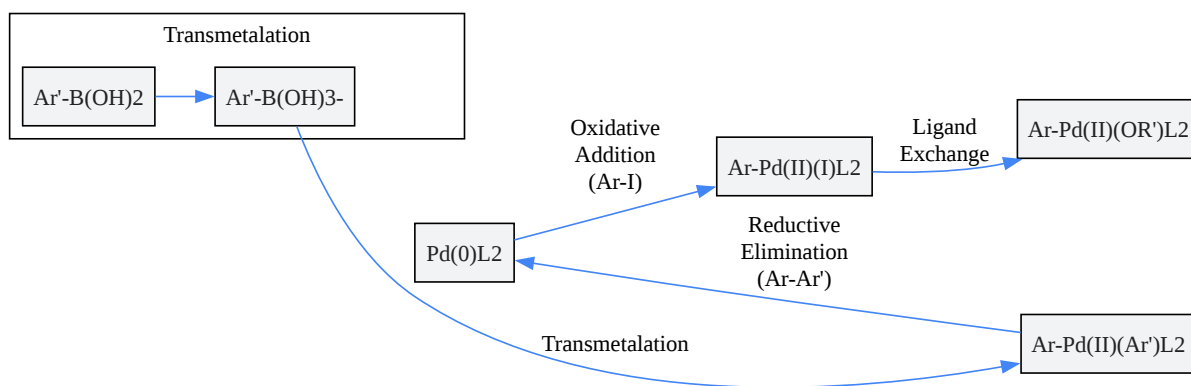 Transmetalation
Ar'-B(OH)2
Ar'-B(OH)3-
Oxidative
Addition
(Ar-I)
Ar-Pd(II)(I)L2
Ligand
Exchange
Ar-Pd(II)(OR')L2
Pd(0)L2
Reductive
Elimination
(Ar-Ar')
Transmetalation
Ar-Pd(II)(Ar')L2